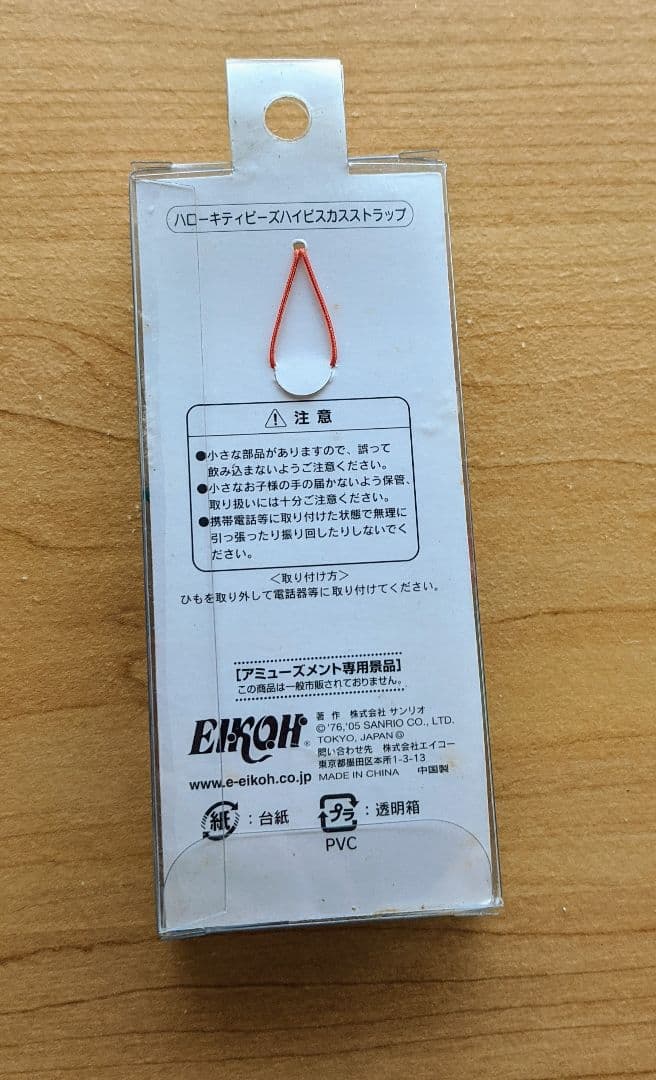 ハローキティビーズハイビスカスストラップ
⚠ 注意
●小さな部品がありますので、誤って
飲み込まないようご注意ください。
●小さなお子様の手の届かないよう保管、
取り扱いには十分ご注意ください。
●携帯電話等に取り付けた状態で無理に
引っ張ったり振り回したりしないでく
ださい。
<取り付け方>
ひもを取り外して電話器等に取り付けてください。
[アミューズメント専用景品]
この商品は一般市販されておりません。
EIKOH®
www.e-eikoh.co.jp
著作 株式会社 サンリオ
©'76,'05 SANRIO CO., LTD.
TOKYO, JAPAN Ⓖ
問い合わせ先 株式会社エイコー
東京都墨田区本所1-3-13
MADE IN CHINA 中国製
紙:台紙
プラ:透明箱
PVC